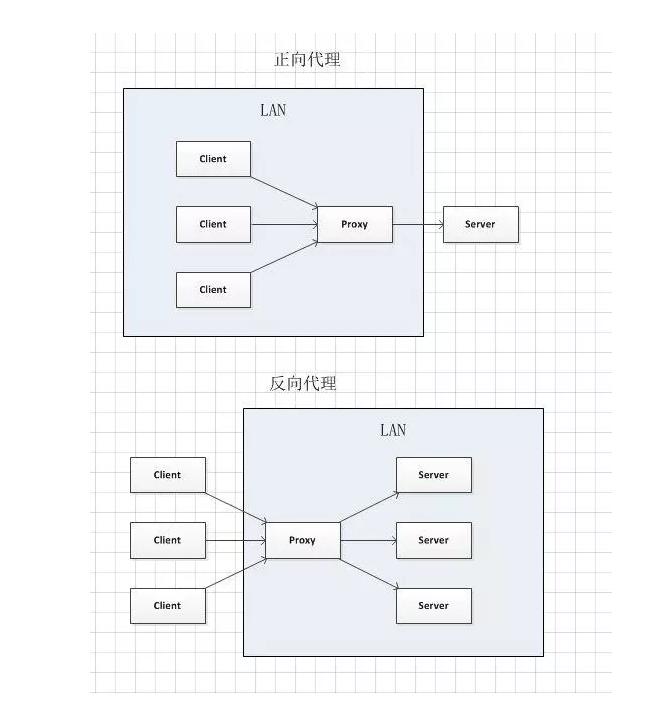 正向代理
LAN
Client
Client
Proxy
Server
Client
反向代理
LAN
Client
Server
Client
Proxy
Server
Client
Server